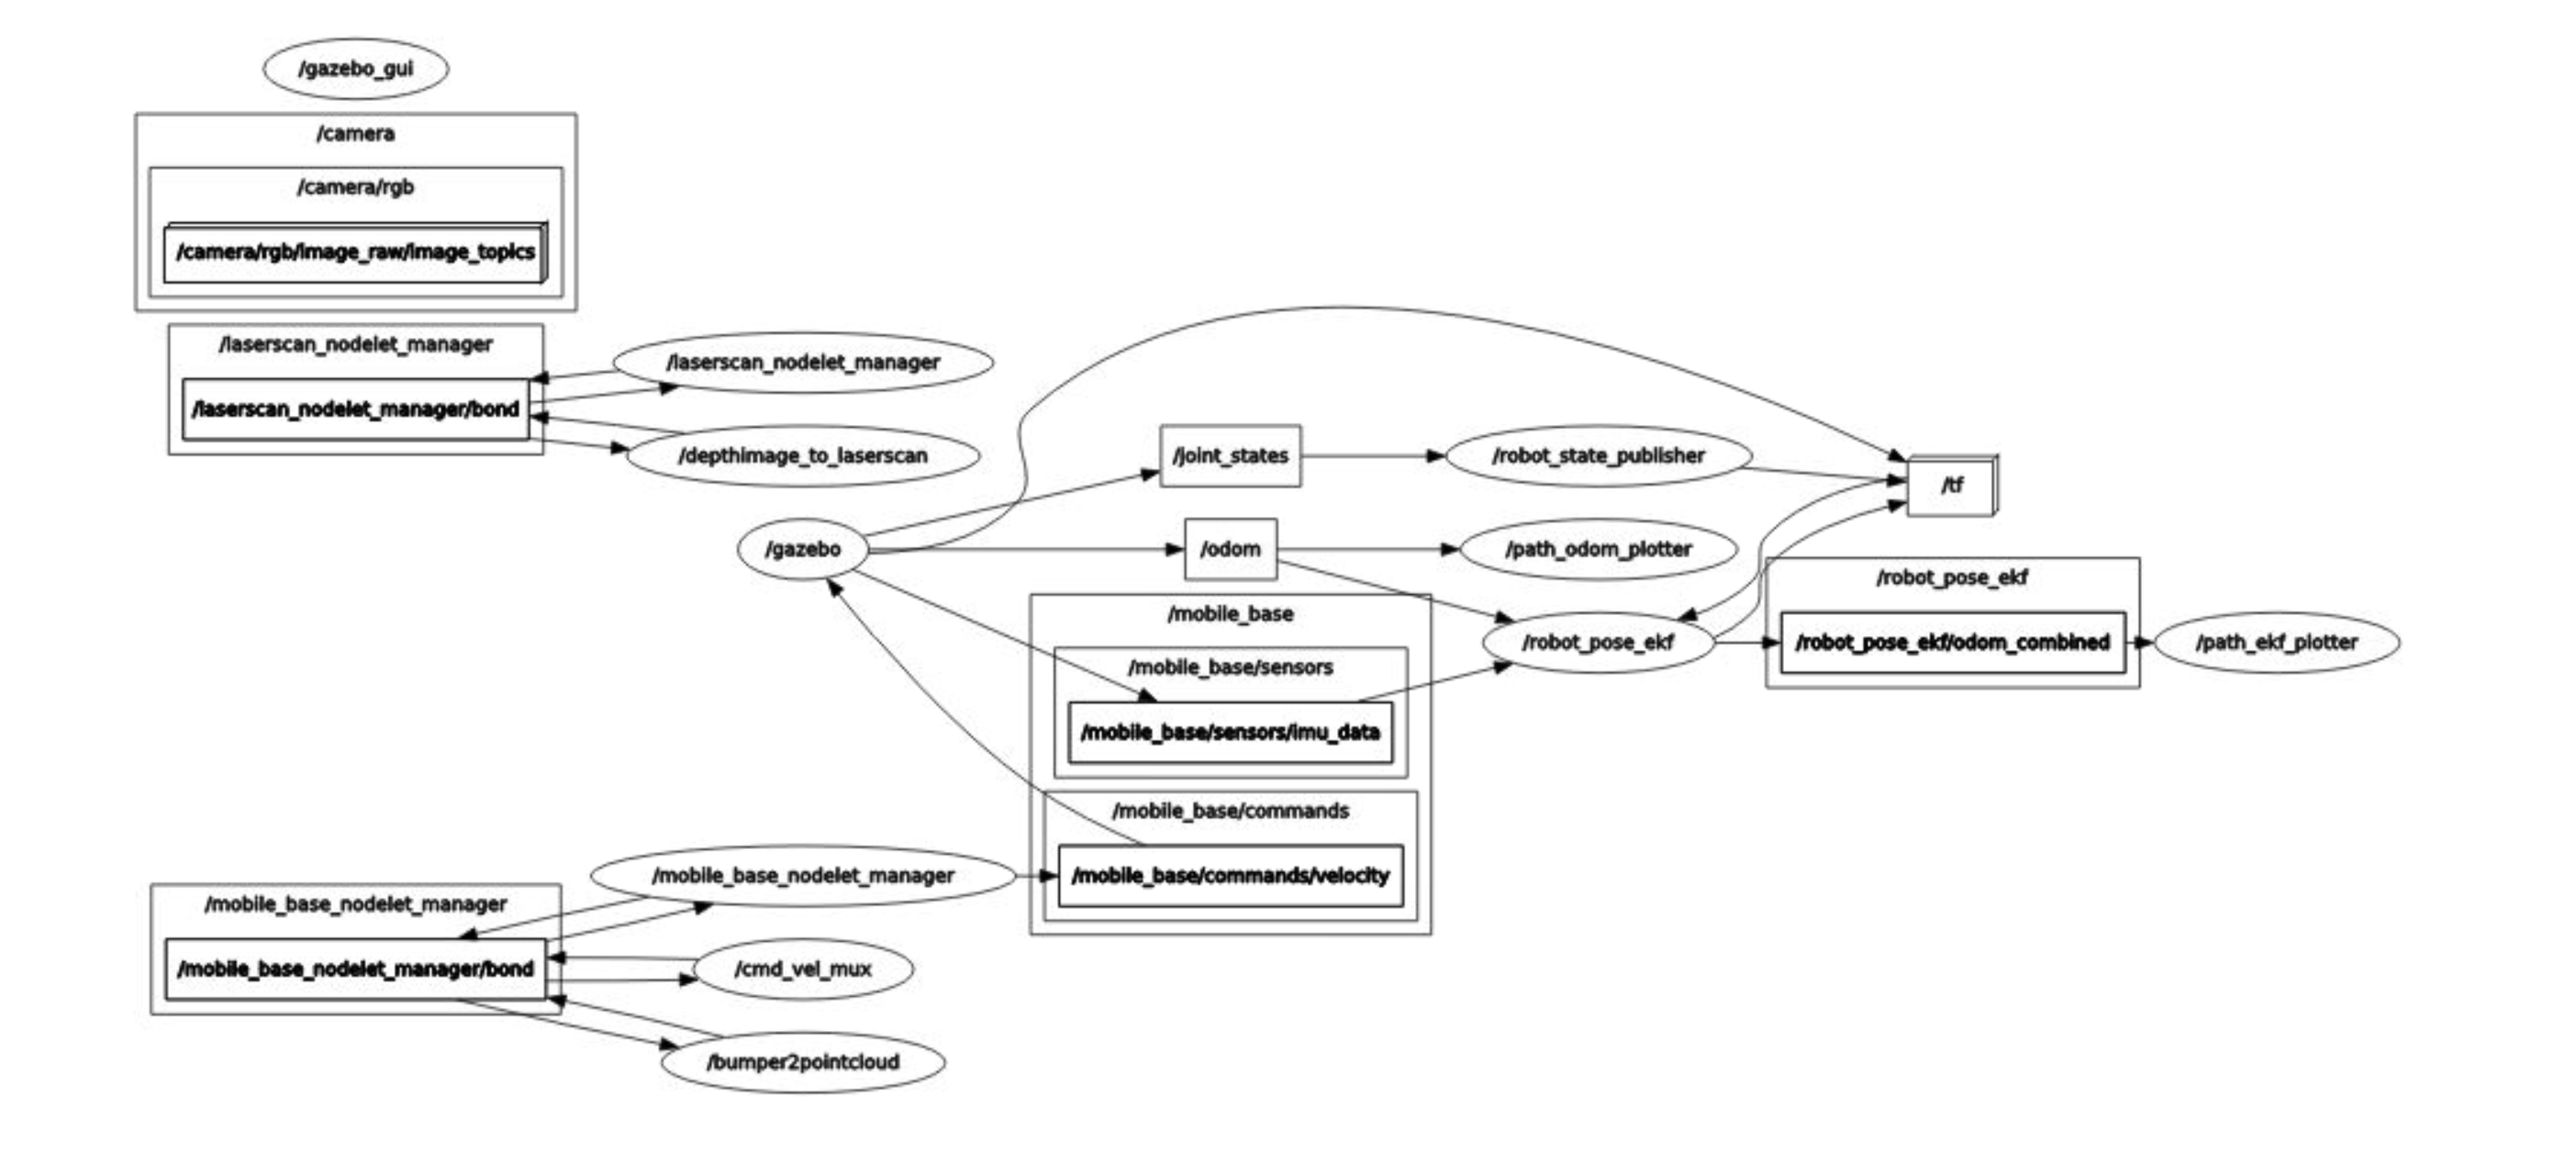 /gazebo_gui
/camera
/camera/rgb
/camera/rgb/image_raw/image_topics
/laserscan_nodelet_manager
/laserscan_nodelet_manager/bond
/laserscan_nodelet_manager
/depthimage_to_laserscan
/gazebo
/joint_states
/odom
/robot_state_publisher
/path_odom_plotter
/tf
/mobile_base
/mobile_base/sensors
/mobile_base/sensors/imu_data
/mobile_base/commands
/mobile_base/commands/velocity
/robot_pose_ekf
/robot_pose_ekf
/robot_pose_ekf/odom_combined
/path_ekf_plotter
/mobile_base_nodelet_manager
/mobile_base_nodelet_manager
/mobile_base_nodelet_manager/bond
/cmd_vel_mux
/bumper2pointcloud